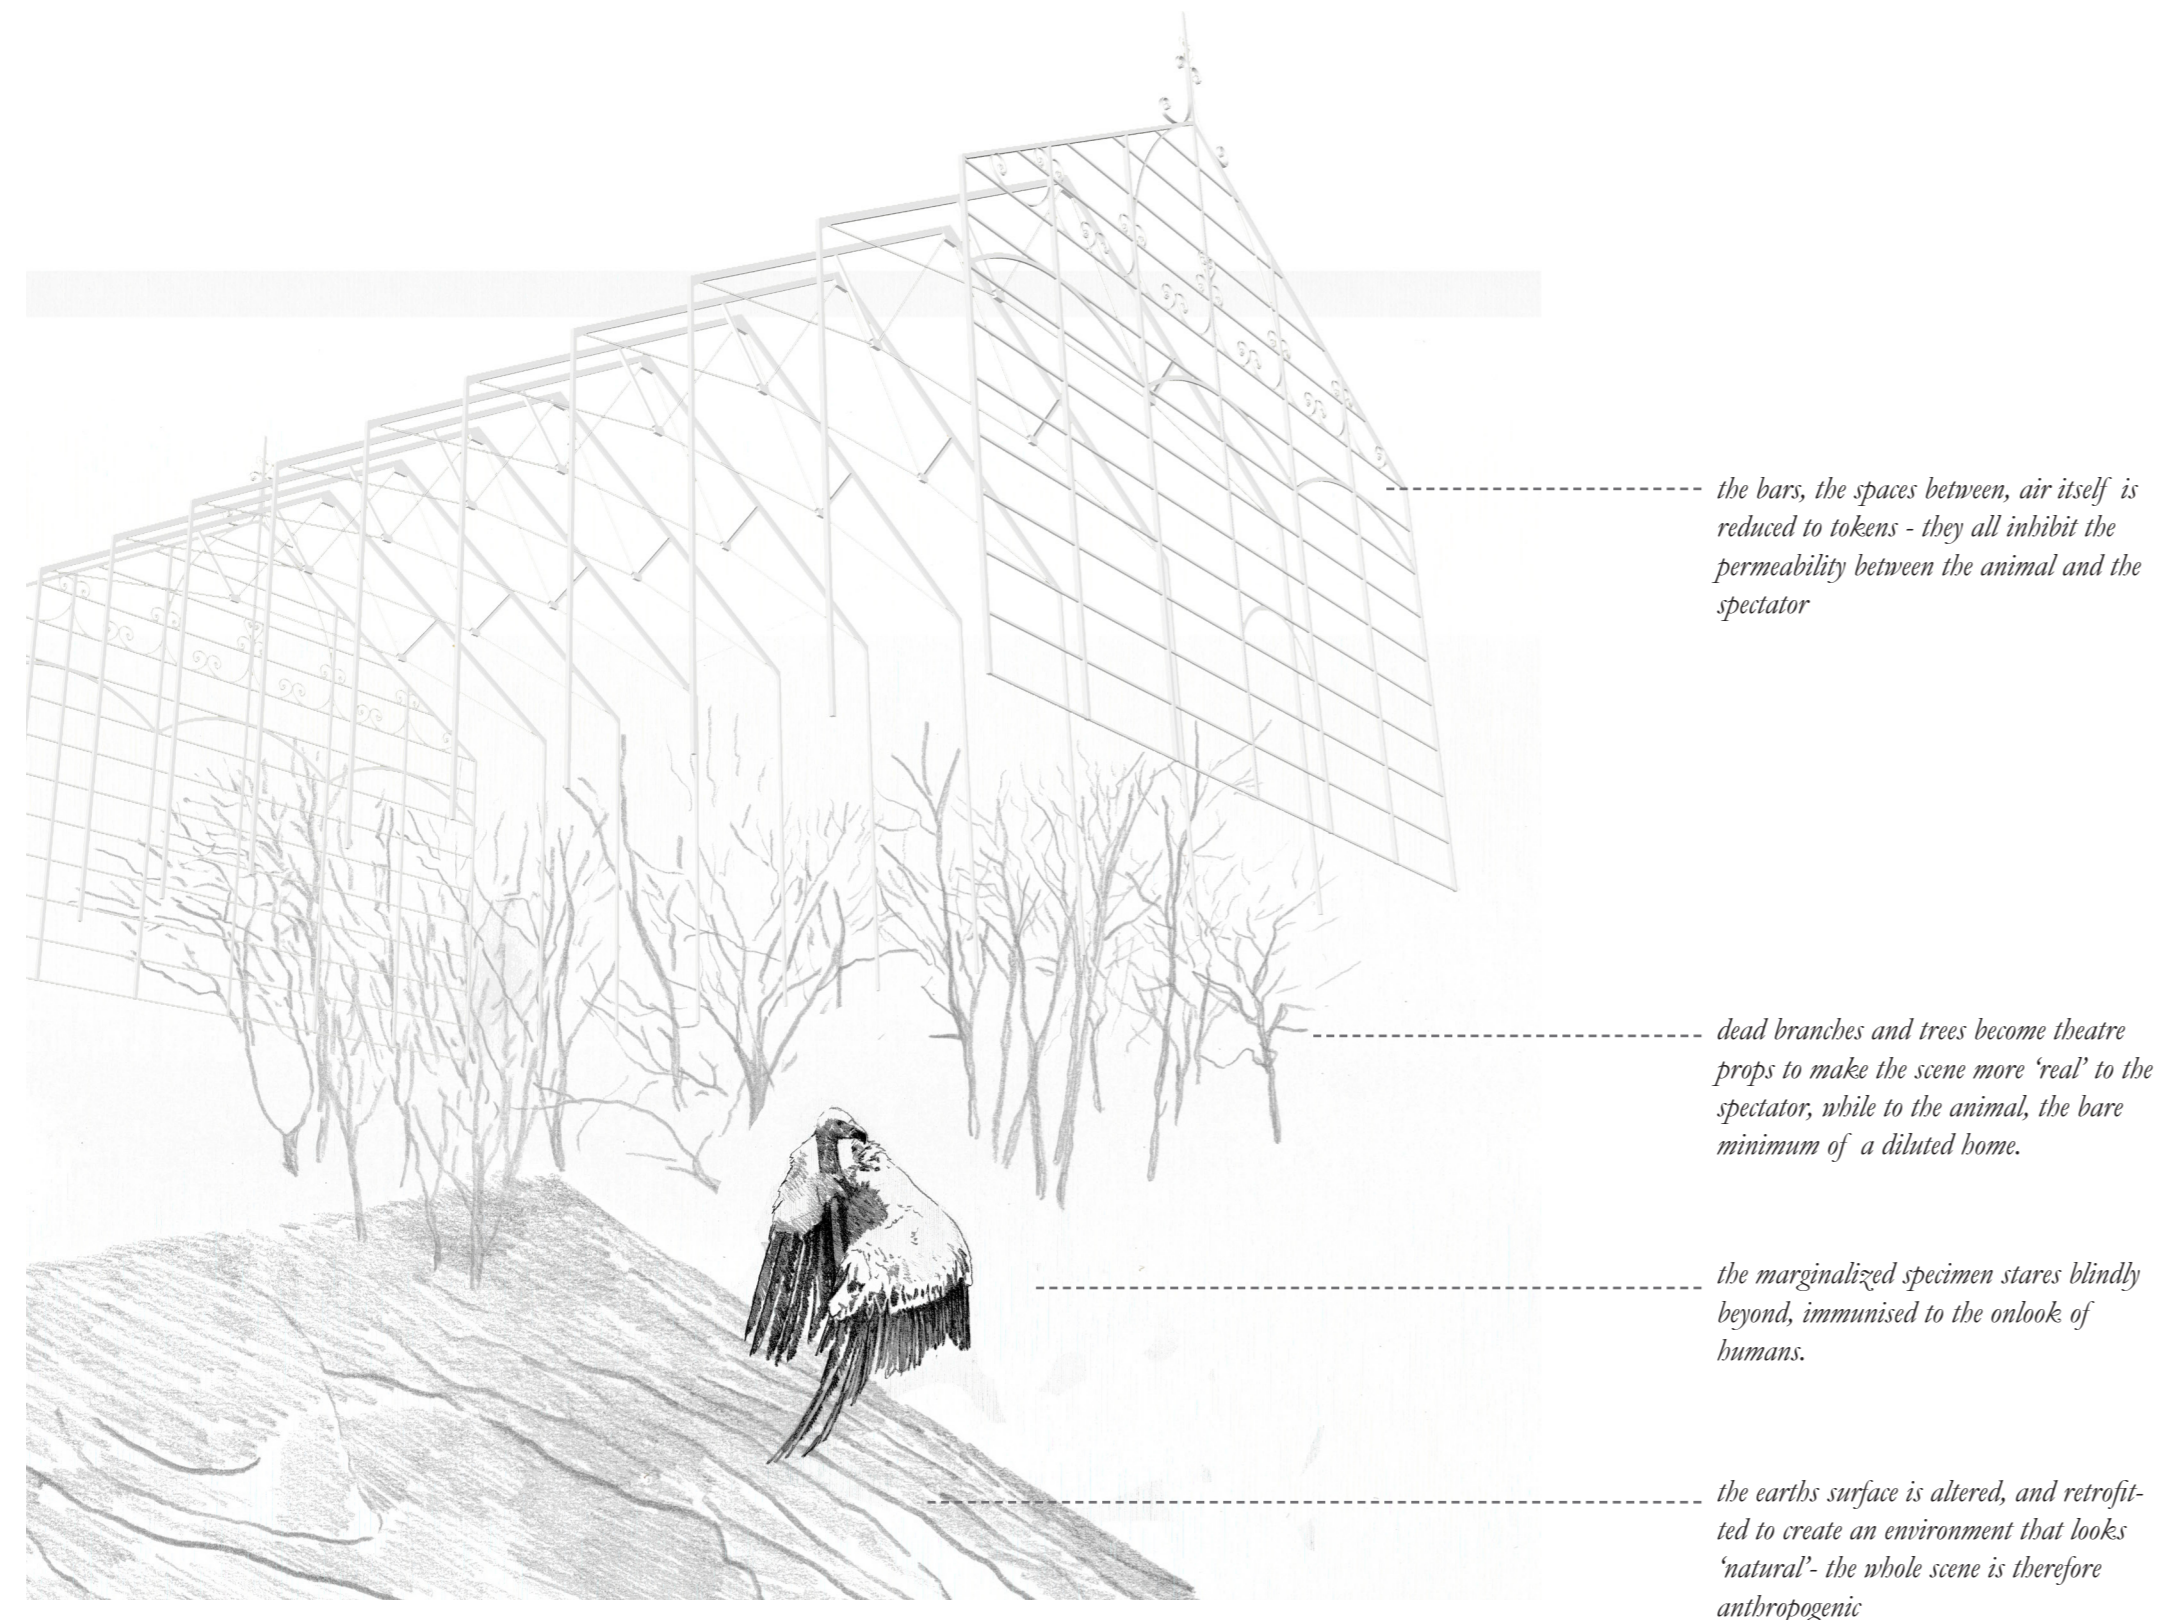 the bars, the spaces between, air itself is
reduced to tokens - they all inhibit the
permeability between the animal and the
spectator
dead branches and trees become theatre
props to make the scene more ‘real’ to the
spectator, while to the animal, the bare
minimum of a diluted home.
the marginalized specimen stares blindly
beyond, immunised to the onlook of
humans.
the earths surface is altered, and retrofit-
ted to create an environment that looks
‘natural’- the whole scene is therefore
anthropogenic